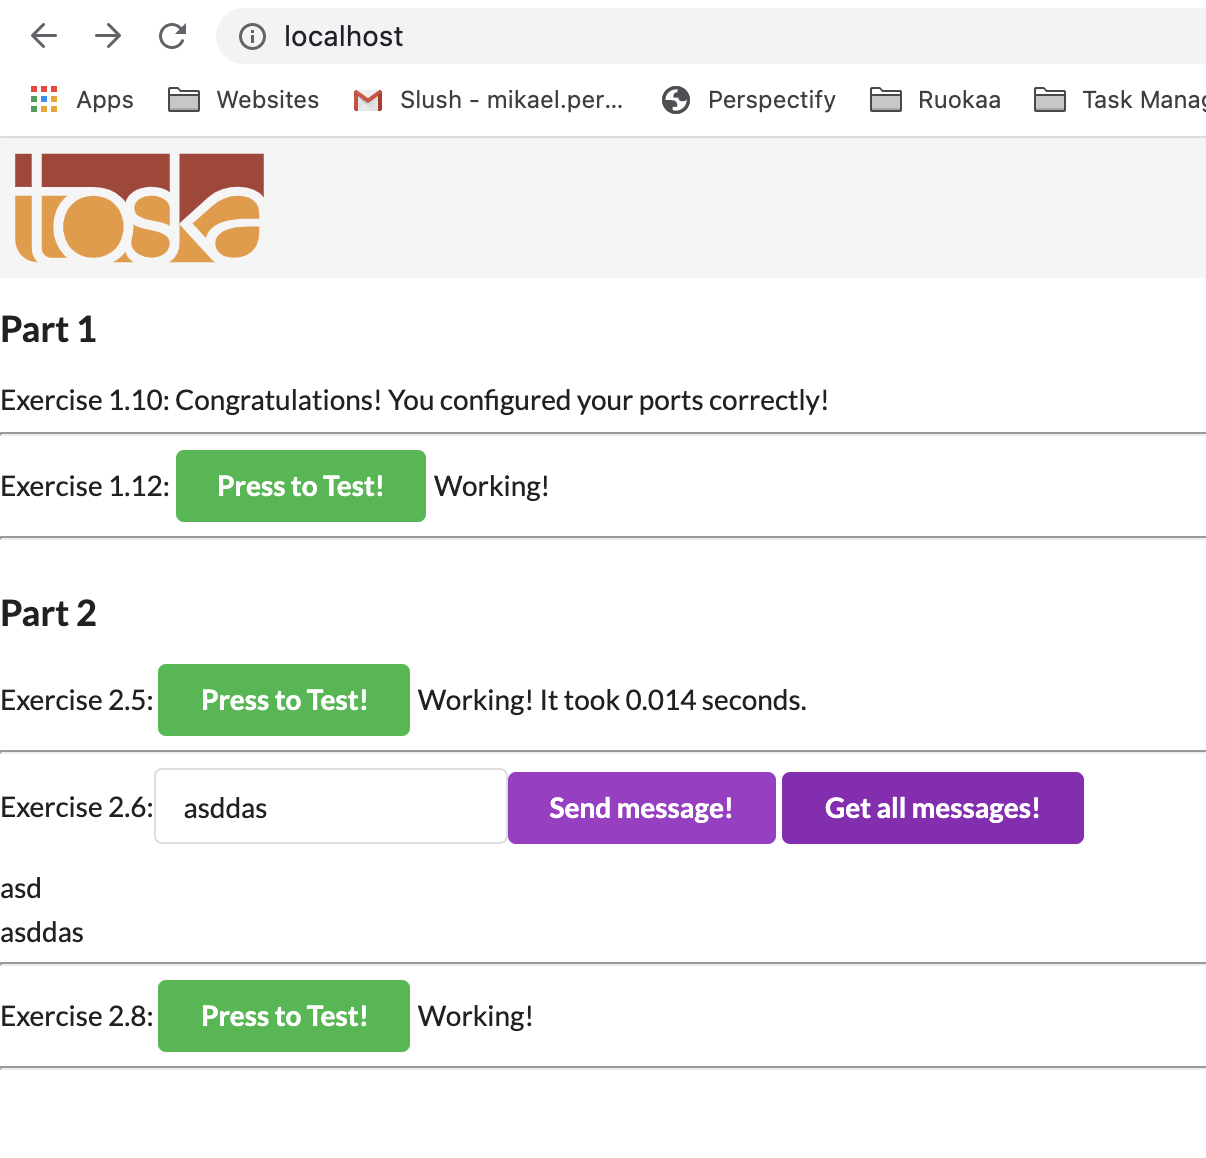 localhost
Apps Websites Slush - mikael.per... Perspectify Ruokaa Task Manag
toska
Part 1
Exercise 1.10: Congratulations! You configured your ports correctly!
Exercise 1.12: Press to Test! Working!
Part 2
Exercise 2.5: Press to Test! Working! It took 0.014 seconds.
Exercise 2.6: asddas Send message! Get all messages!
asd
asddas
Exercise 2.8: Press to Test! Working!